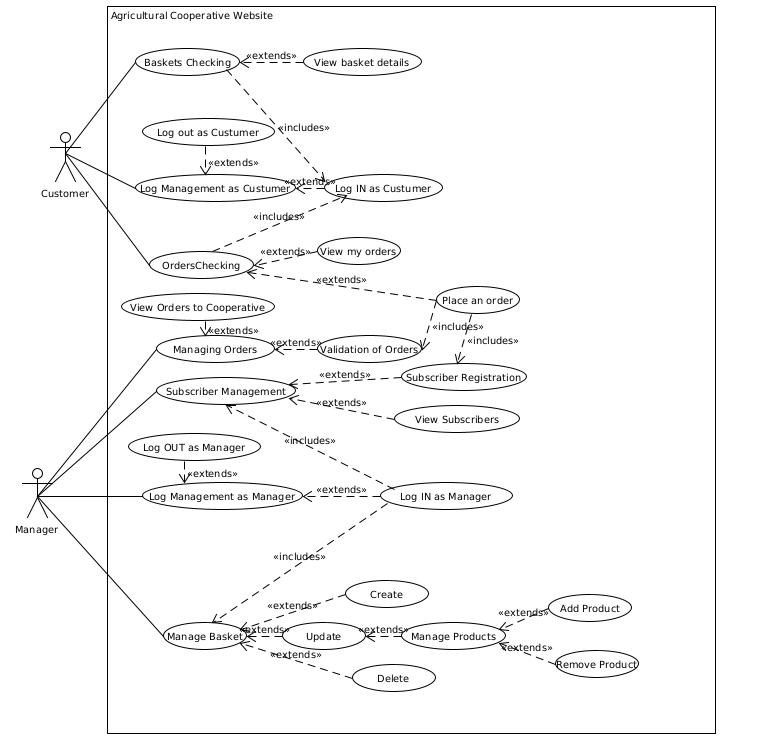 Agricultural Cooperative Website
Baskets Checking
«extends»
View basket details
Log out as Custumer
«includes»
«extends»
Customer
Log Management as Custumer
«extends»
Log IN as Custumer
«includes»
OrdersChecking
«extends»
View my orders
«extends»
View Orders to Cooperative
Place an order
«extends»
«includes»
Managing Orders
«extends»
Validation of Orders
«includes»
Subscriber Management
«extends»
Subscriber Registration
«extends»
View Subscribers
Log OUT as Manager
«includes»
«extends»
Manager
Log Management as Manager
«extends»
Log IN as Manager
«includes»
Create
«extends»
Add Product
«extends»
Manage Basket
«extends»
Update
«extends»
Manage Products
«extends»
«extends»
Remove Product
Delete